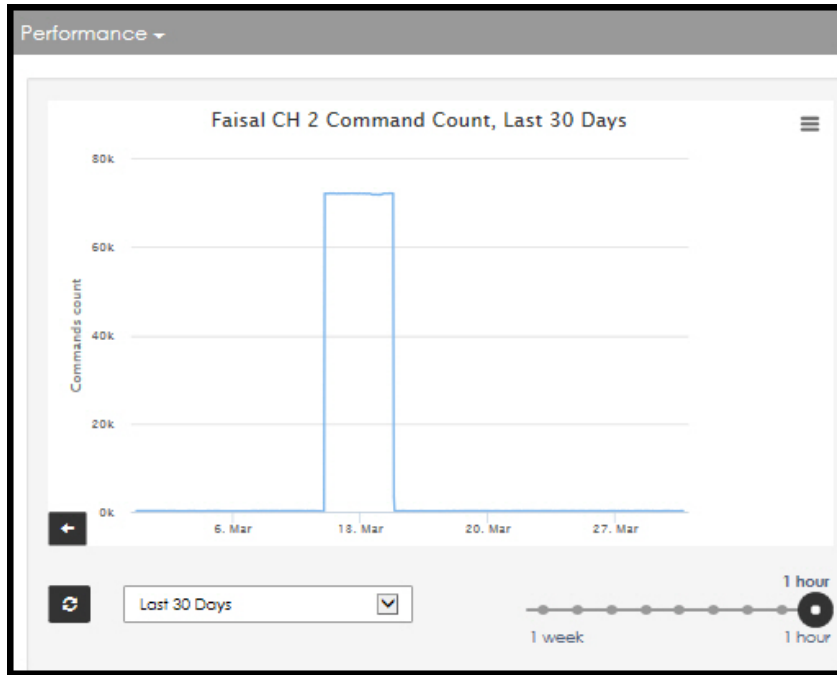 Performance
Faisal CH 2 Command Count, Last 30 Days
80k
60k
40k
20k
0k
Commands count
6. Mar
18. Mar
20. Mar
27. Mar
Last 30 Days
1 hour
1 week
1 hour